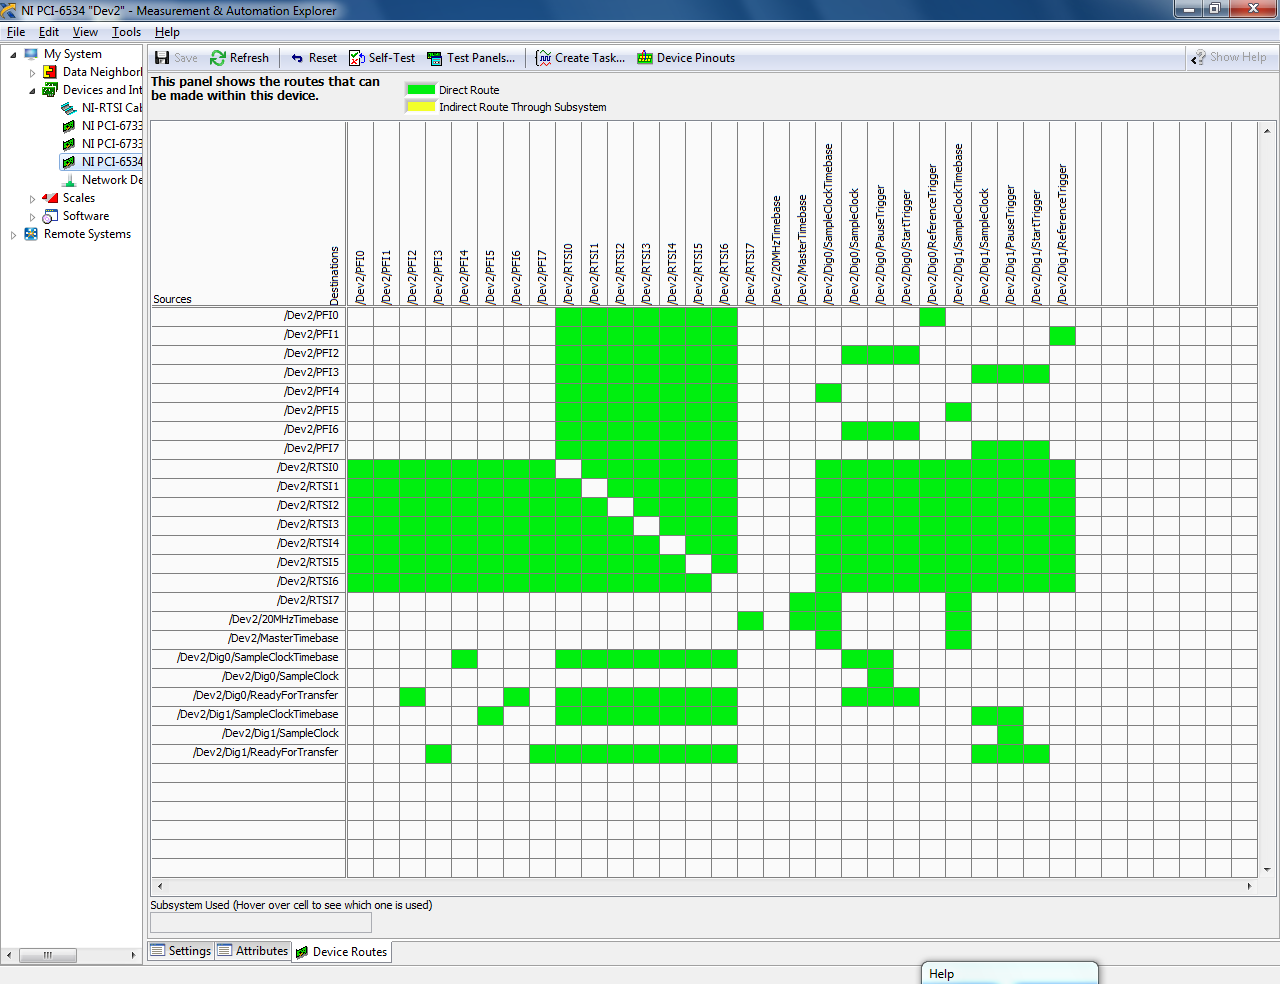 NI PCI-6534 "Dev2" - Measurement & Automation Explorer
File Edit View Tools Help
My System
Data Neighborl
Devices and Int
NI-RTSI Cal
NI PCI-6733
NI PCI-6733
NI PCI-6534
Network De
Scales
Software
Remote Systems
Save Refresh Reset Self-Test Test Panels... Create Task... Device Pinouts Show Help
This panel shows the routes that can
be made within this device.
Direct Route
Indirect Route Through Subsystem
Sources
Destinations
/Dev2/PFI0
/Dev2/PFI1
/Dev2/PFI2
/Dev2/PFI3
/Dev2/PFI4
/Dev2/PFI5
/Dev2/PFI6
/Dev2/PFI7
/Dev2/RTSI0
/Dev2/RTSI1
/Dev2/RTSI2
/Dev2/RTSI3
/Dev2/RTSI4
/Dev2/RTSI5
/Dev2/RTSI6
/Dev2/RTSI7
/Dev2/20MHzTimebase
/Dev2/MasterTimebase
/Dev2/Dig0/SampleClockTimebase
/Dev2/Dig0/SampleClock
/Dev2/Dig0/PauseTrigger
/Dev2/Dig0/StartTrigger
/Dev2/Dig0/ReferenceTrigger
/Dev2/Dig1/SampleClockTimebase
/Dev2/Dig1/SampleClock
/Dev2/Dig1/PauseTrigger
/Dev2/Dig1/StartTrigger
/Dev2/Dig1/ReferenceTrigger
/Dev2/PFI0
/Dev2/PFI1
/Dev2/PFI2
/Dev2/PFI3
/Dev2/PFI4
/Dev2/PFI5
/Dev2/PFI6
/Dev2/PFI7
/Dev2/RTSI0
/Dev2/RTSI1
/Dev2/RTSI2
/Dev2/RTSI3
/Dev2/RTSI4
/Dev2/RTSI5
/Dev2/RTSI6
/Dev2/RTSI7
/Dev2/20MHzTimebase
/Dev2/MasterTimebase
/Dev2/Dig0/SampleClockTimebase
/Dev2/Dig0/SampleClock
/Dev2/Dig0/ReadyForTransfer
/Dev2/Dig1/SampleClockTimebase
/Dev2/Dig1/SampleClock
/Dev2/Dig1/ReadyForTransfer
Subsystem Used (Hover over cell to see which one is used)
Settings Attributes Device Routes
Help